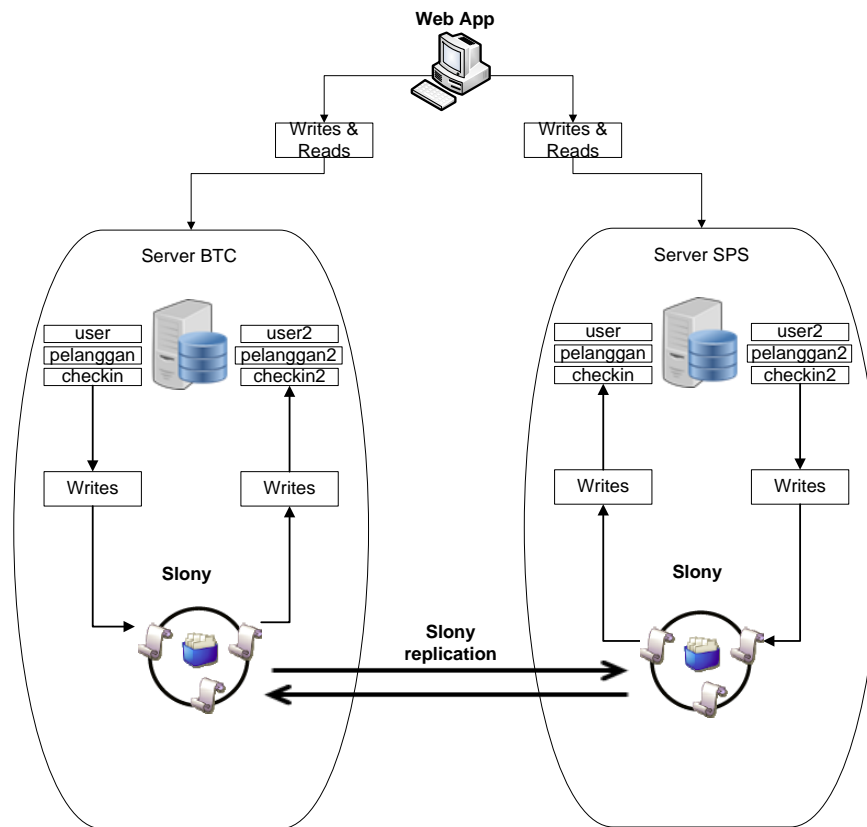 Web App
Writes &
Reads
Writes &
Reads
Server BTC
Server SPS
user
pelanggan
checkin
user2
pelanggan2
checkin2
user
pelanggan
checkin
user2
pelanggan2
checkin2
Writes
Writes
Writes
Writes
Slony
Slony
Slony
replication